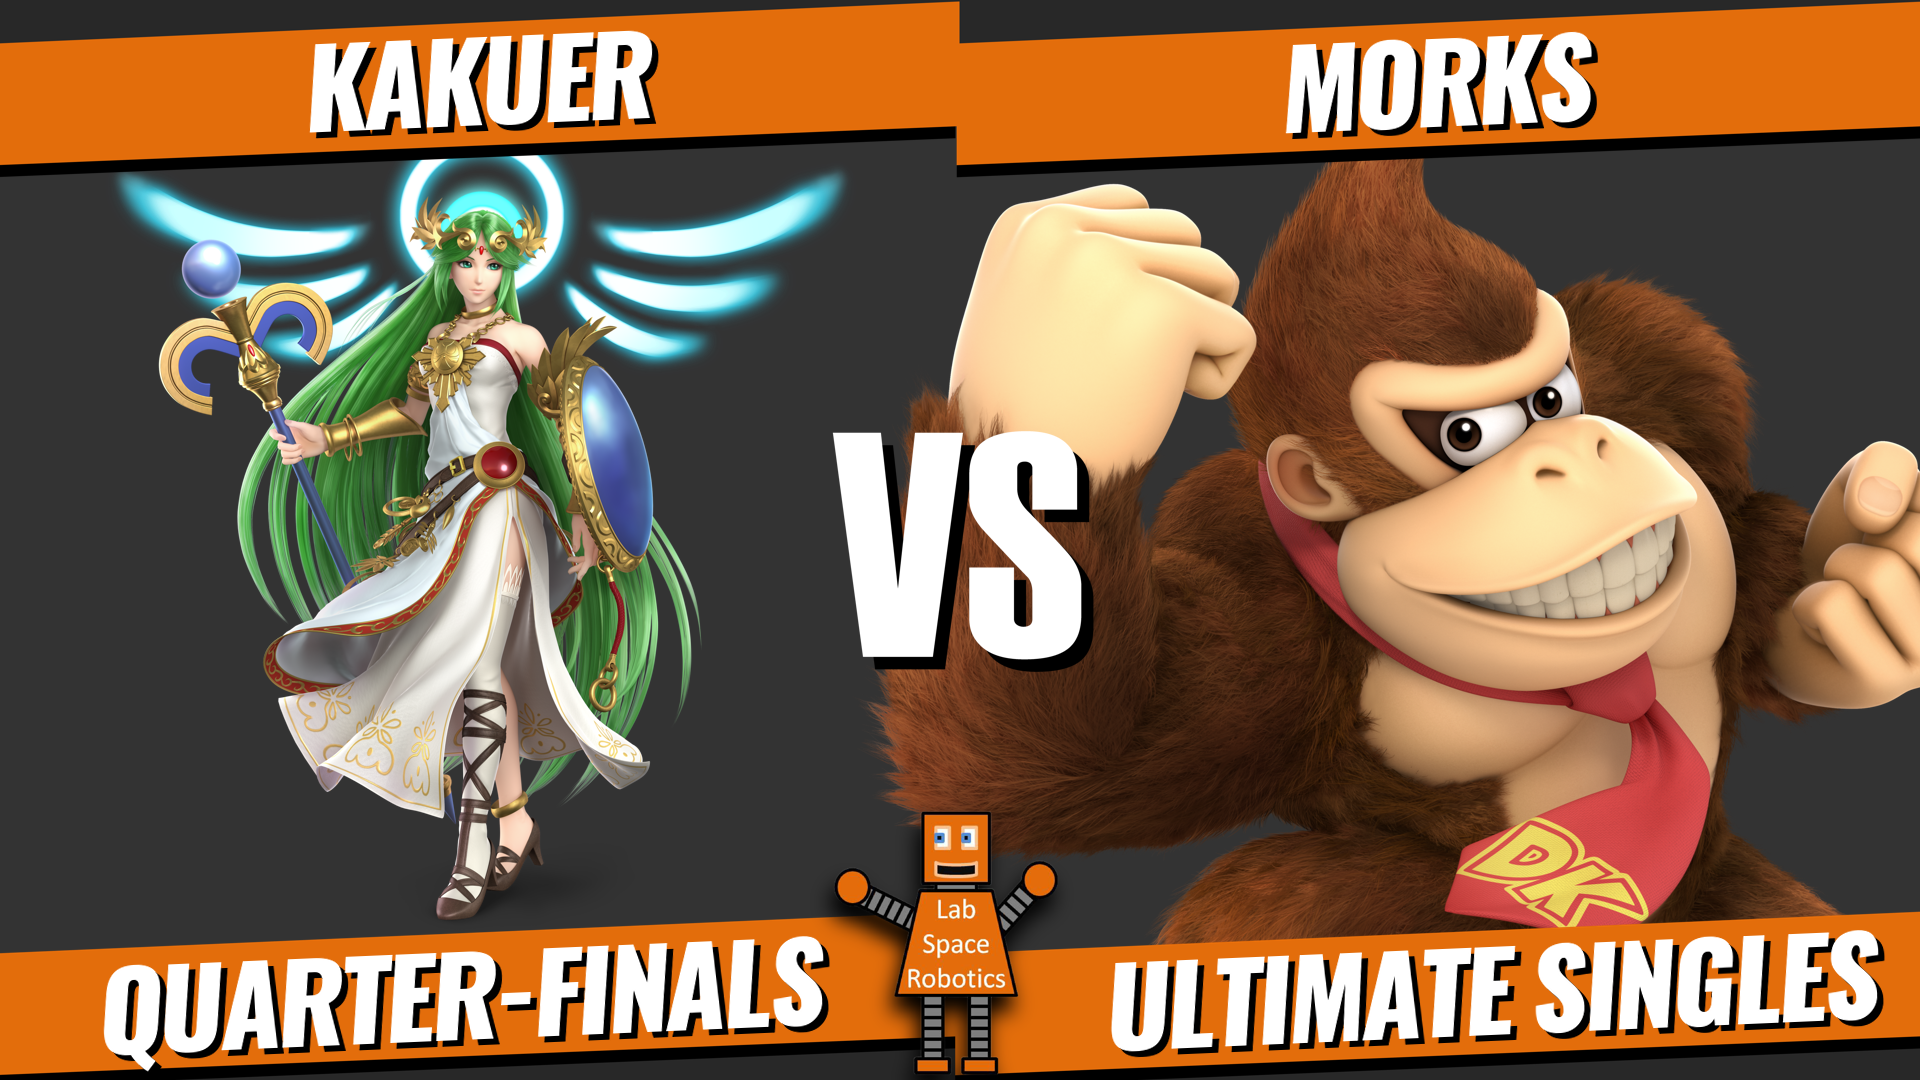 KAKUER
MORKS
VS
DK
Lab
Space
Robotics
QUARTER-FINALS
ULTIMATE SINGLES